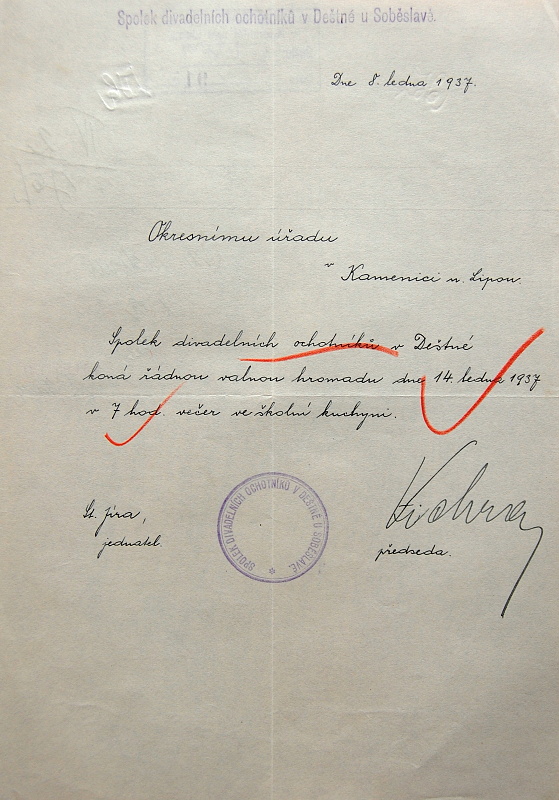 Spolek divadelních ochotníků v Deštné u Soběslavě.
Dne 8. ledna 1937.
Okresnímu úřadu
v Kamenici n. Lipou.
Spolek divadelních ochotníků v Deštné
koná řádnou valnou hromadu dne 14. ledna 1937
v 7 hod. večer ve školní kuchyni.
St. Jíra,
jednatel.
předseda.
SPOLEK DIVADELNÍCH OCHOTNÍKŮ V DEŠTNÉ U SOBĚSLAVĚ.